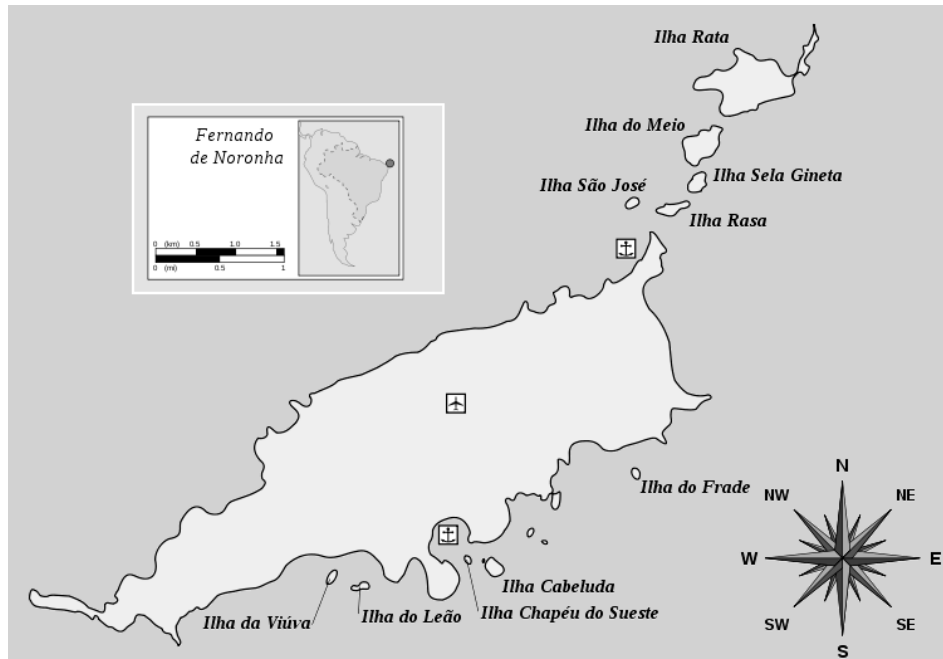 Ilha Rata
Fernando
de Noronha
Ilha do Meio
Ilha São José
Ilha Sela Gineta
Ilha Rasa
0 (km) 0.5 1.0 1.5
0 (mi) 0.5 1
Ilha do Frade
N
NW NE
W E
SW SE
S
Ilha Cabeluda
Ilha Chapéu do Sueste
Ilha do Leão
Ilha da Viúva